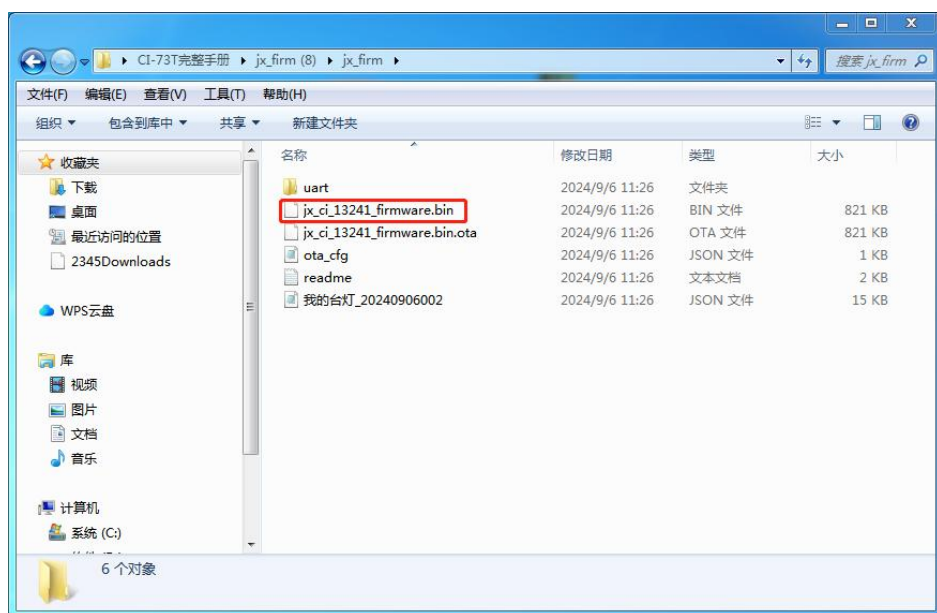 CI-73T完整手册 jx_firm (8) jx_firm 搜索 jx_firm
文件(F) 编辑(E) 查看(V) 工具(T) 帮助(H)
组织 包含到库中 共享 新建文件夹
收藏夹
下载
桌面
最近访问的位置
2345Downloads
WPS云盘
库
视频
图片
文档
音乐
计算机
系统 (C:)
名称 修改日期 类型 大小
uart 2024/9/6 11:26 文件夹
jx_ci_13241_firmware.bin 2024/9/6 11:26 BIN 文件 821 KB
jx_ci_13241_firmware.bin.ota 2024/9/6 11:26 OTA 文件 821 KB
ota_cfg 2024/9/6 11:26 JSON 文件 1 KB
readme 2024/9/6 11:26 文本文档 2 KB
我的台灯_20240906002 2024/9/6 11:26 JSON 文件 15 KB
6 个对象